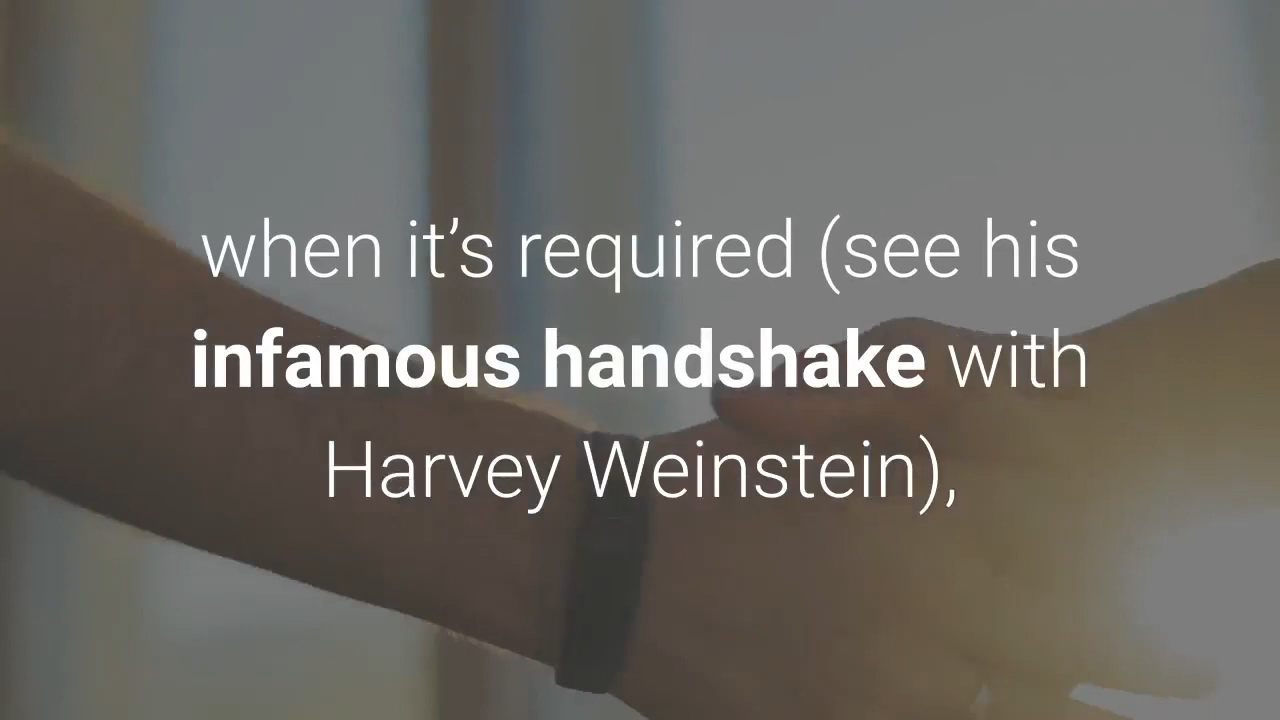 when it’s required (see his
infamous handshake with
Harvey Weinstein),